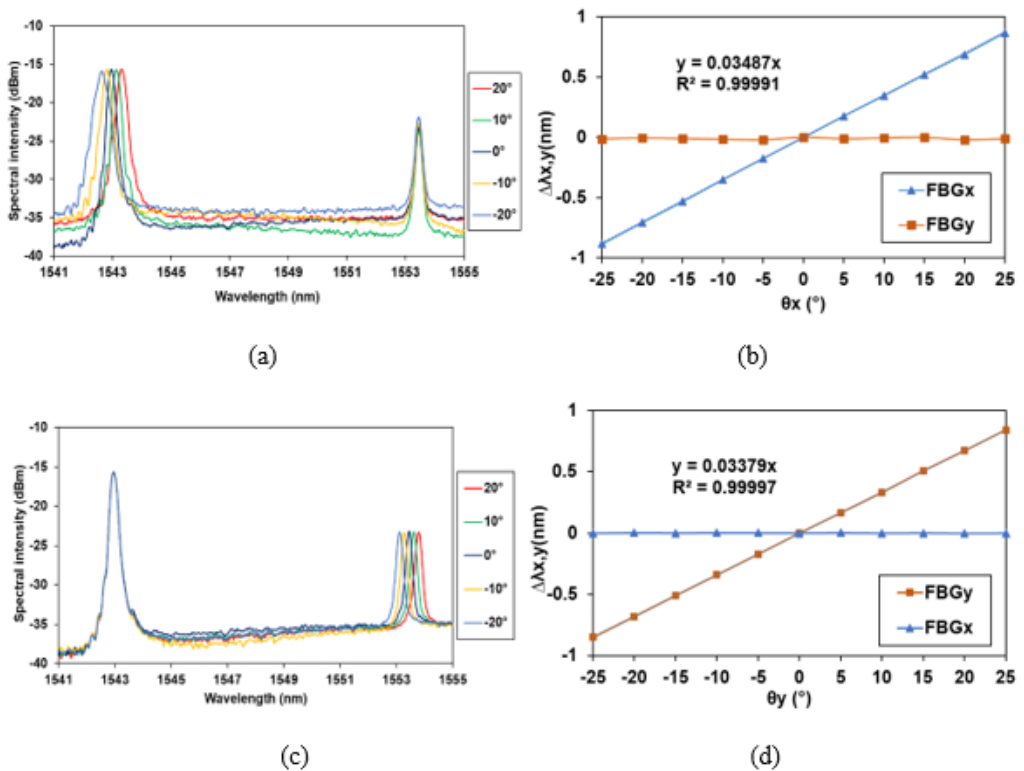 -10
-15
-20
-25
-30
-35
-40
Spectral intensity (dBm)
1541 1543 1545 1547 1549 1551 1553 1555
Wavelength (nm)
20°
10°
0°
-10°
-20°
(a)
1
0.5
0
-0.5
-1
Δλx,y(nm)
y = 0.03487x
R² = 0.99991
FBGx
FBGy
-25 -20 -15 -10 -5 0 5 10 15 20 25
θx (°)
(b)
-10
-15
-20
-25
-30
-35
-40
Spectral intensity (dBm)
1541 1543 1545 1547 1549 1551 1553 1555
Wavelength (nm)
20°
10°
0°
-10°
-20°
(c)
1
0.5
0
-0.5
-1
Δλx,y(nm)
y = 0.03379x
R² = 0.99997
FBGy
FBGx
-25 -20 -15 -10 -5 0 5 10 15 20 25
θy (°)
(d)